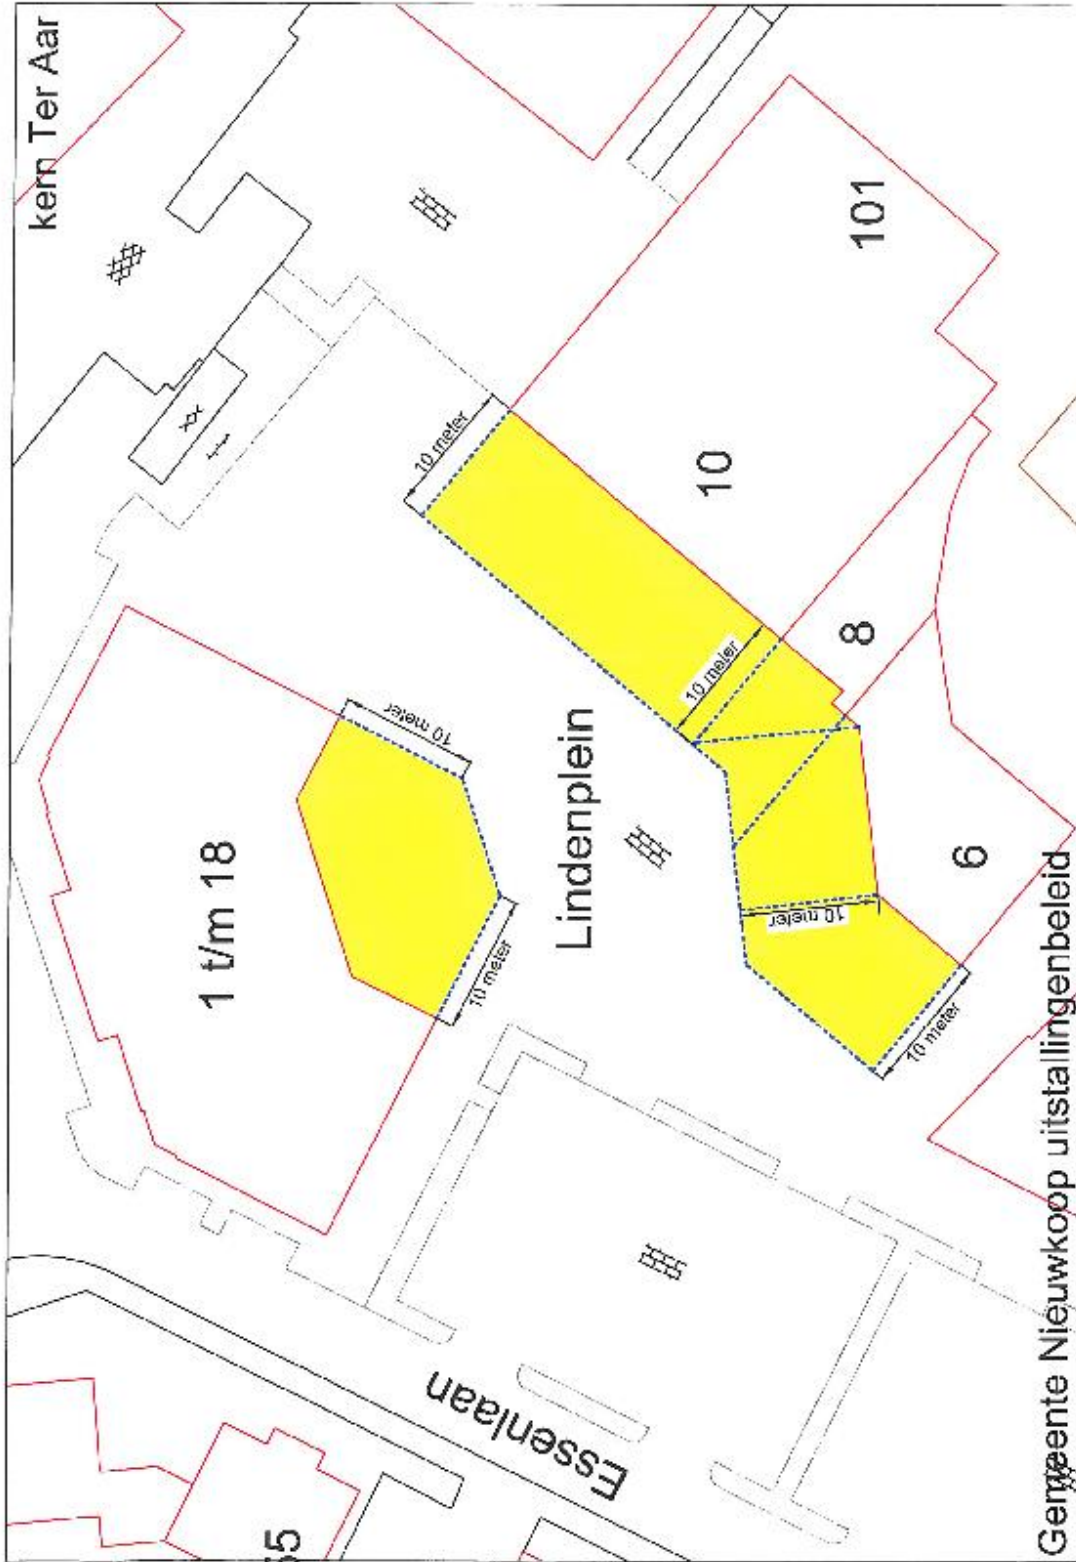 kern Ter Aar
101
10 meter
10
1 t/m 18
10 meter
10 meter
8
Lindenplein
10 meter
10 meter
6
10 meter
Essenlaan
55
Gemeente Nieuwkoop uitstallingenbeleid